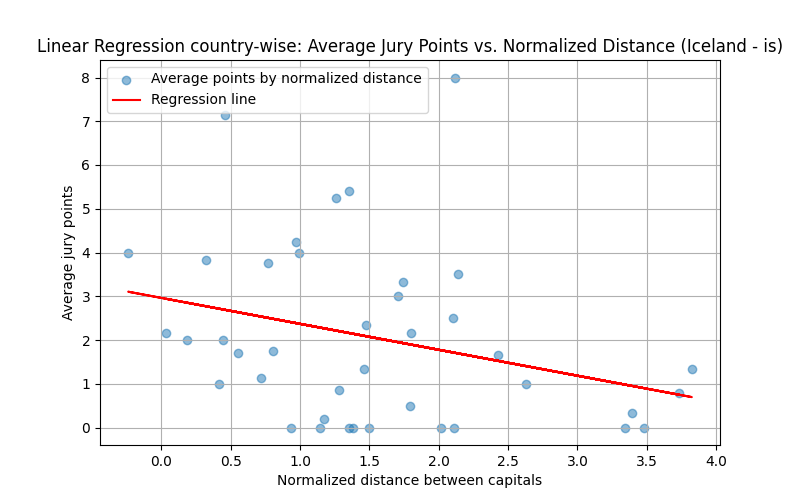 Linear Regression country-wise: Average Jury Points vs. Normalized Distance (Iceland - is)
Average points by normalized distance
Regression line
Average jury points
8
7
6
5
4
3
2
1
0
0.0 0.5 1.0 1.5 2.0 2.5 3.0 3.5 4.0
Normalized distance between capitals